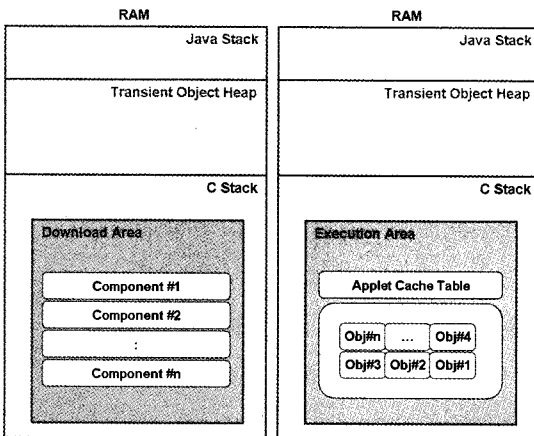 RAM
Java Stack
Transient Object Heap
C Stack
Download Area
Component #1
Component #2
:
Component #n
RAM
Java Stack
Transient Object Heap
C Stack
Execution Area
Applet Cache Table
Obj#n ... Obj#4
Obj#3 Obj#2 Obj#1